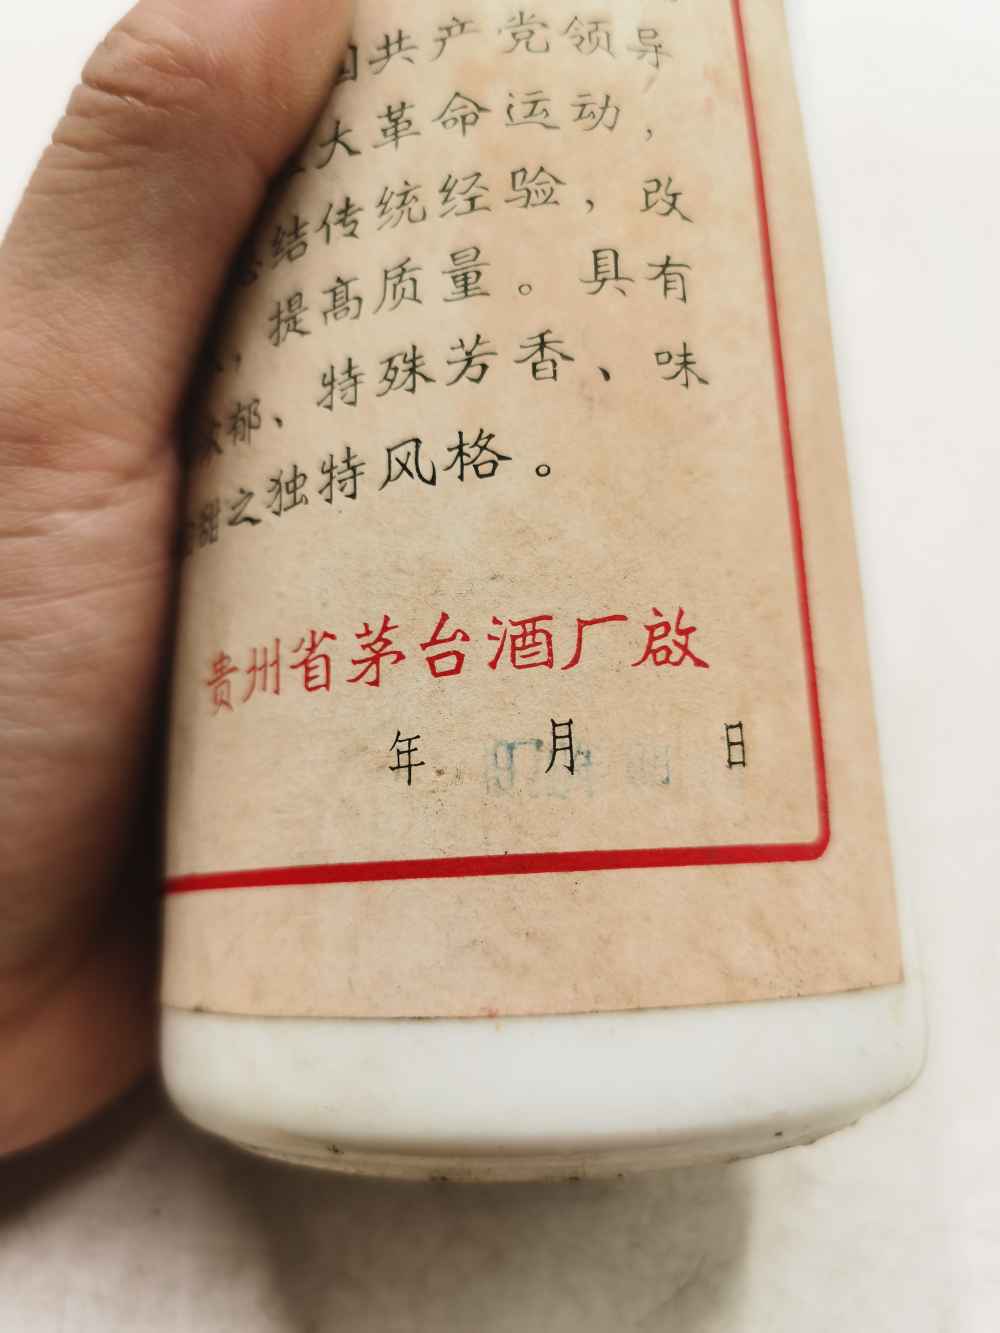 共产党领导
大革命运动，
结传统经验，改
，提高质量。具有
郁、特殊芳香、味
甜之独特风格。
贵州省茅台酒厂啟
年 月 日